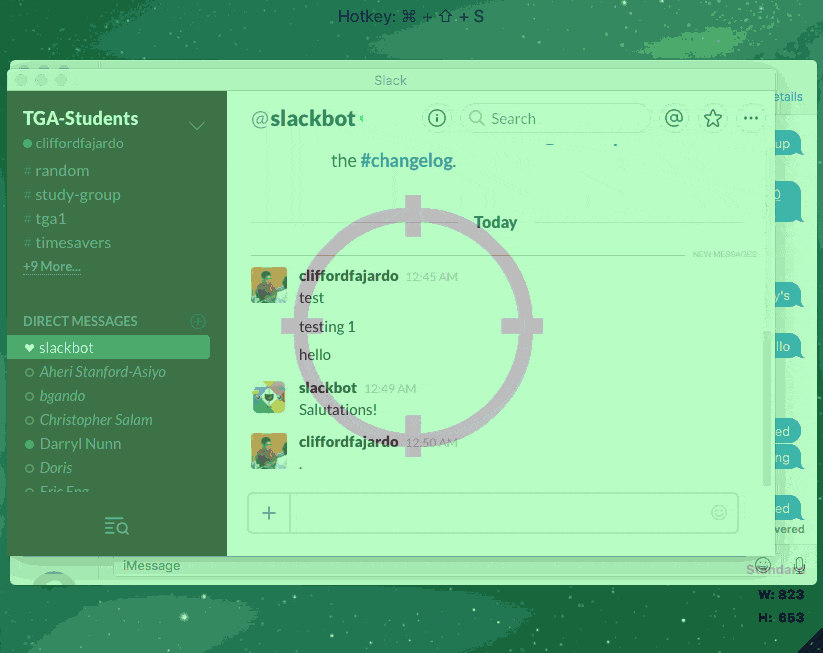 Hotkey: ⌘ + ⇧ + S
Slack
etails
TGA-Students
cliffordfajardo
# random
# study-group
# tga1
# timesavers
+9 More...
DIRECT MESSAGES
slackbot
Aheri Stanford-Asiyo
bgando
Christopher Salam
Darryl Nunn
Doris
Eric Eng
@slackbot
Search
the #changelog.
Today
NEW MESSAGES
cliffordfajardo 12:45 AM
test
testing 1
hello
slackbot 12:49 AM
Salutations!
cliffordfajardo 12:50 AM
.
up
y's
llo
ed
ng
ed
vered
iMessage
Standard
W: 823
H: 653